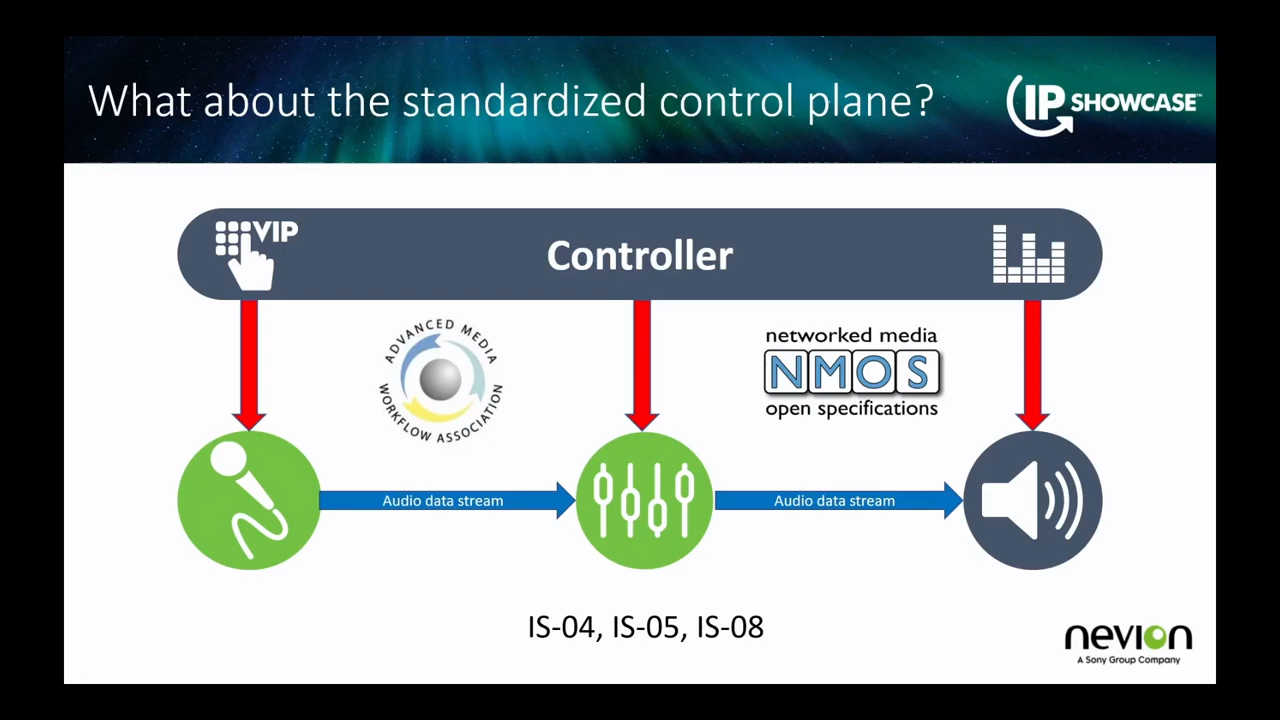 What about the standardized control plane?
IP SHOWCASE™
VIP
Controller
ADVANCED MEDIA
WORKFLOW ASSOCIATION
networked media
NMOS
open specifications
Audio data stream
Audio data stream
IS-04, IS-05, IS-08
nevion
A Sony Group Company